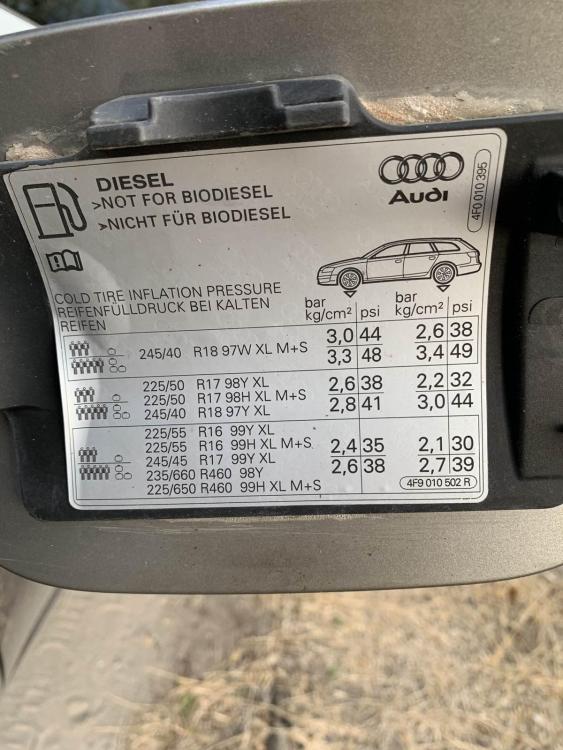 DIESEL
>NOT FOR BIODIESEL
>NICHT FÜR BIODIESEL
Audi
4F0 010 395
COLD TIRE INFLATION PRESSURE
REIFENFÜLLDRUCK BEI KALTEN
REIFEN
bar
kg/cm² psi
bar
kg/cm² psi
245/40 R18 97W XL M+S
3,0 44 2,6 38
3,3 48 3,4 49
225/50 R17 98Y XL
225/50 R17 98H XL M+S
245/40 R18 97Y XL
2,6 38 2,2 32
2,8 41 3,0 44
225/55 R16 99Y XL
225/55 R16 99H XL M+S
245/45 R17 99Y XL
235/660 R460 98Y
225/650 R460 99H XL M+S
2,4 35 2,1 30
2,6 38 2,7 39
4F9 010 502 R